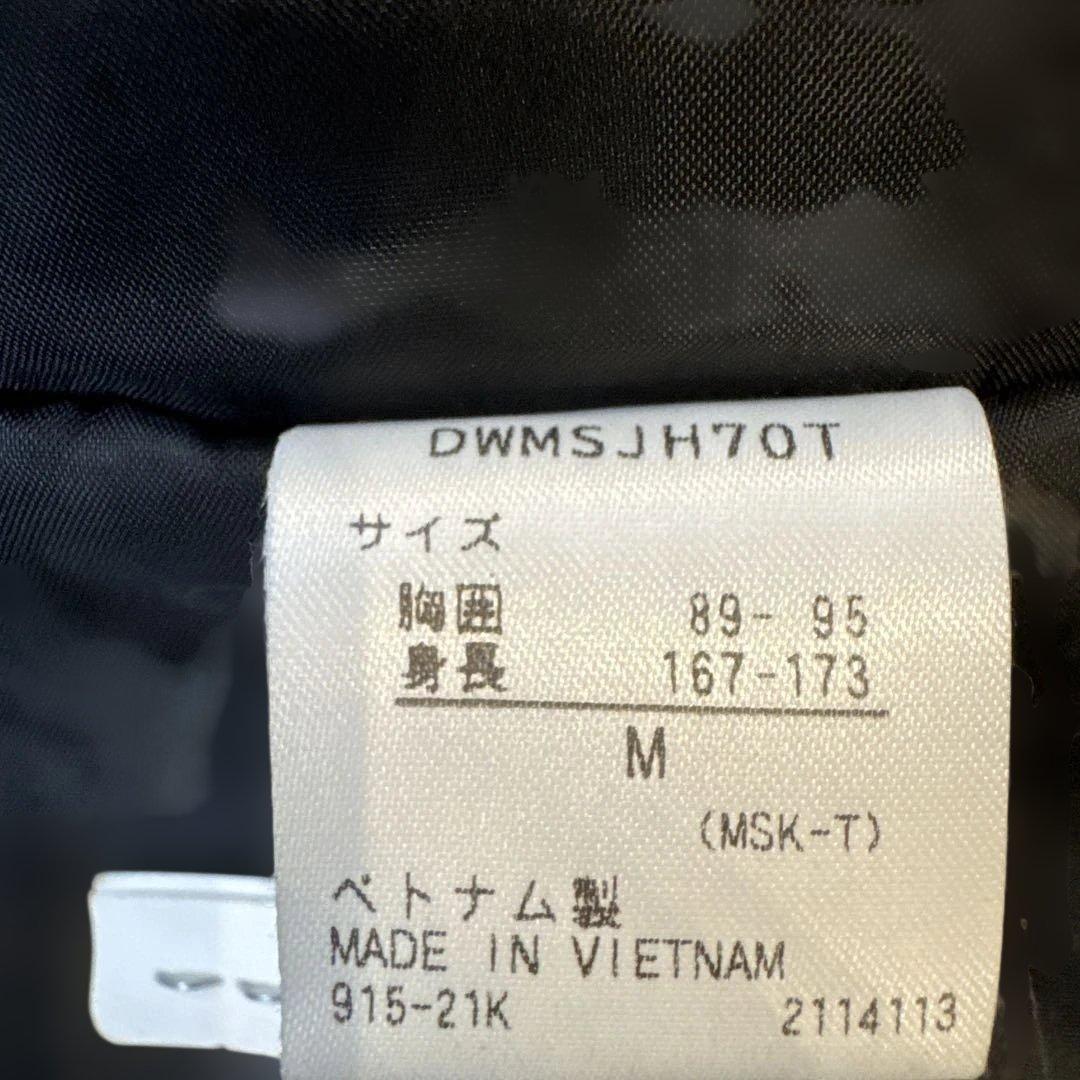 DWMSJH70T
サイズ
胸囲 89- 95
身長 167-173
M
(MSK-T)
ベトナム製
MADE IN VIETNAM
915-21K 2114113